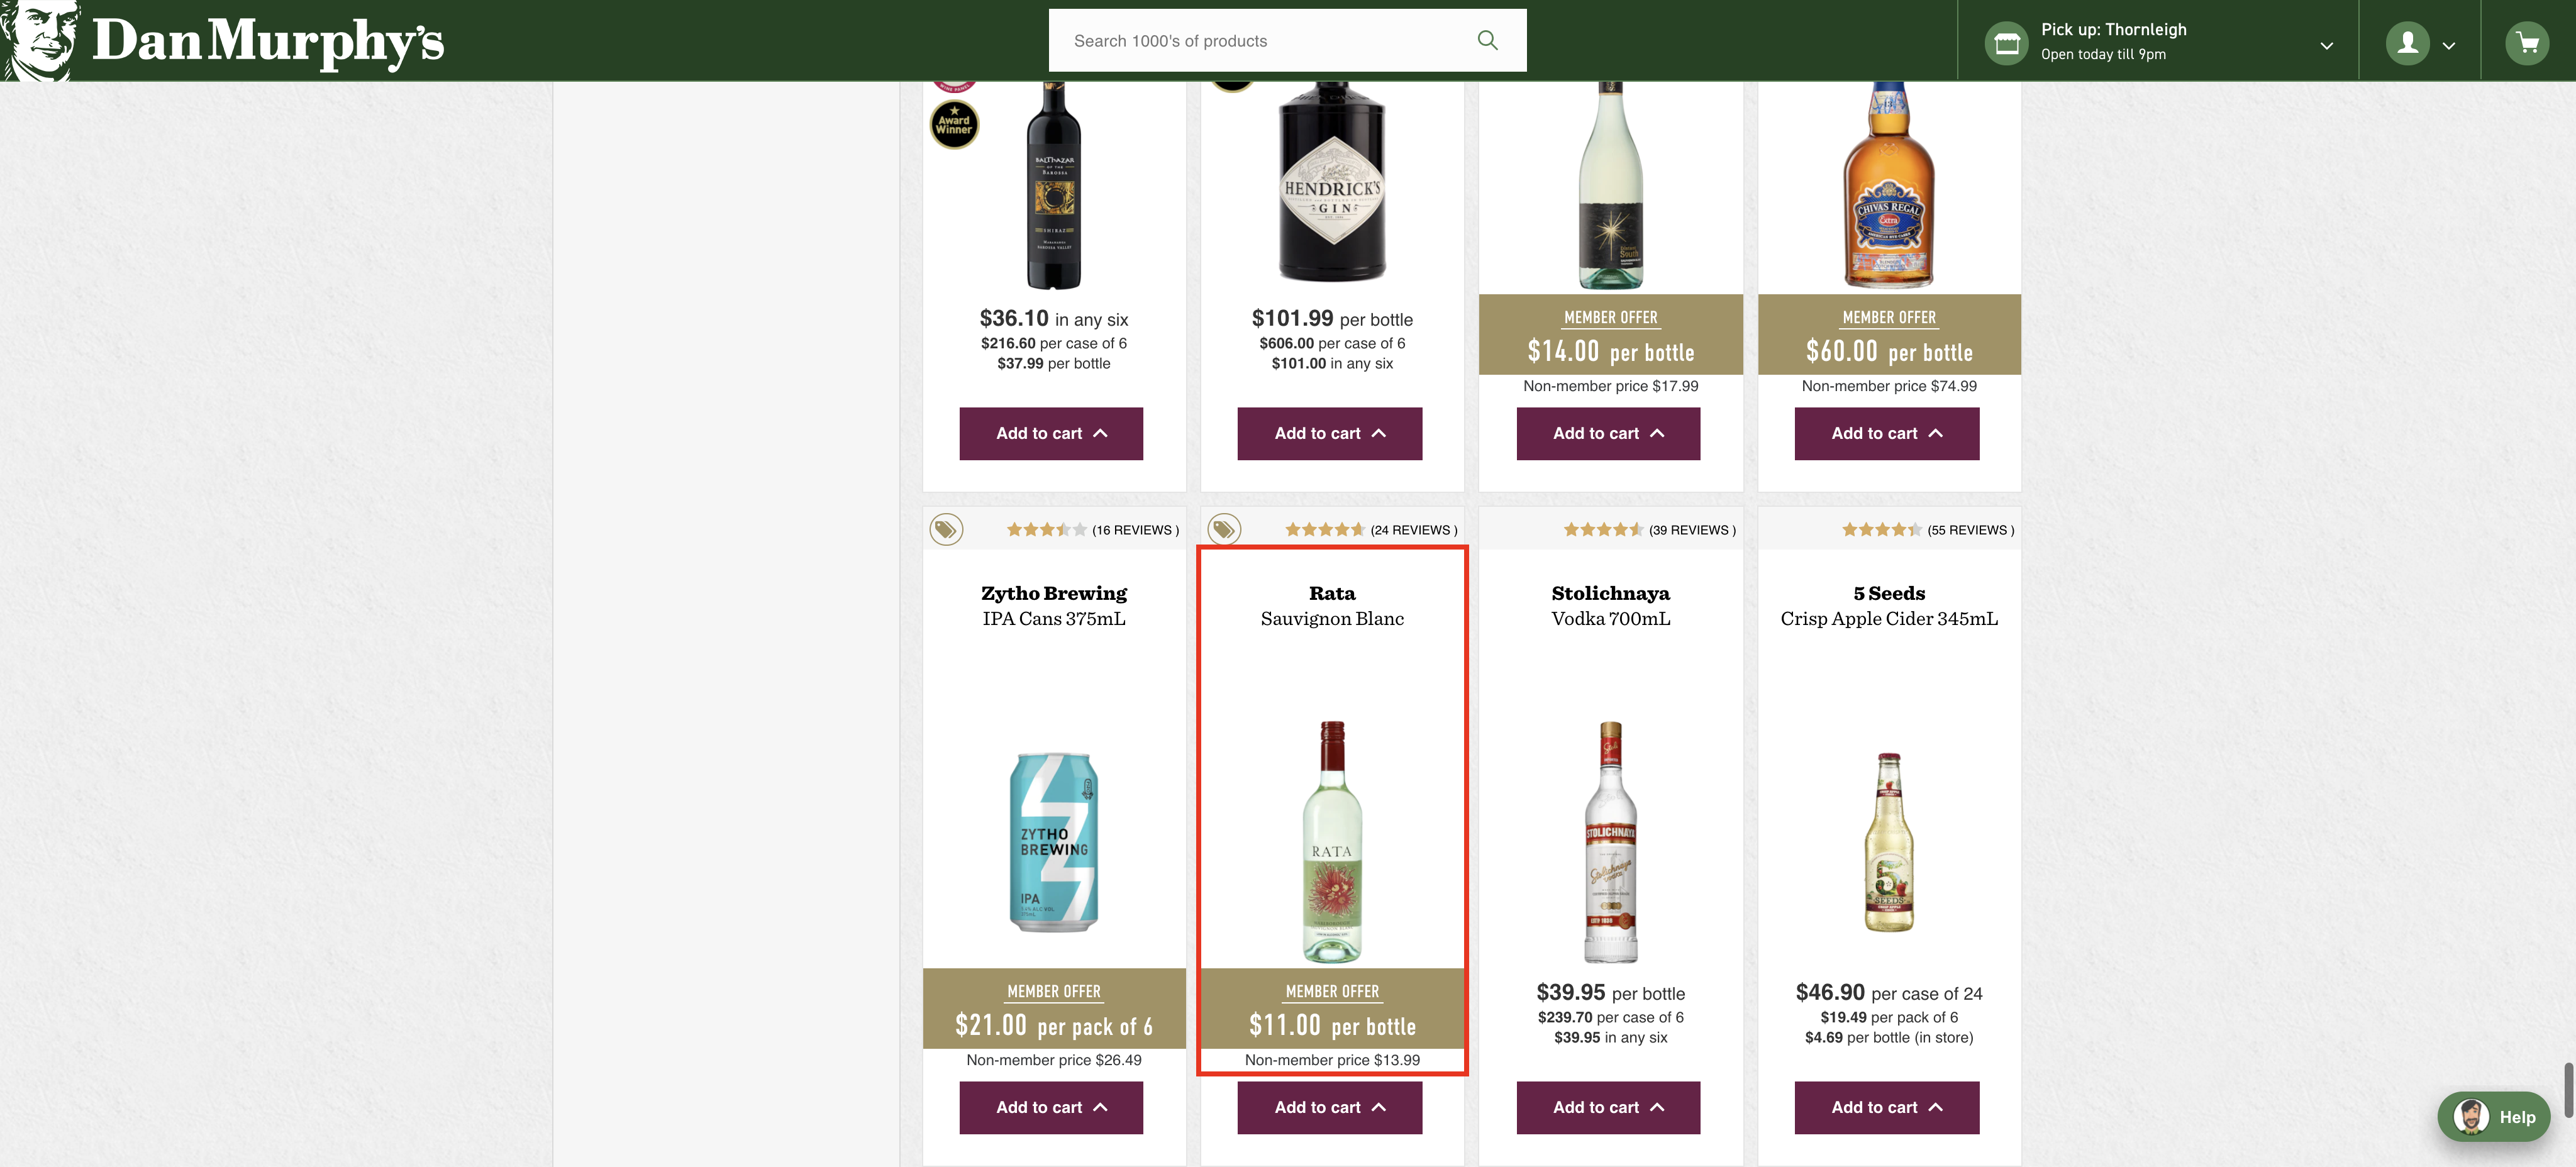 Dan Murphy's
Search 1000's of products
Pick up: Thornleigh
Open today till 9pm
Award
Winner
BALTHAZAR
OF THE
BAROSSA
SHIRAZ
HENDRICK'S
GIN
South
CHIVAS REGAL
Extra
$36.10 in any six
$216.60 per case of 6
$37.99 per bottle
Add to cart
$101.99 per bottle
$606.00 per case of 6
$101.00 in any six
Add to cart
MEMBER OFFER
$14.00 per bottle
Non-member price $17.99
Add to cart
MEMBER OFFER
$60.00 per bottle
Non-member price $74.99
Add to cart
(16 REVIEWS )
Zytho Brewing
IPA Cans 375mL
ZYTHO
BREWING
IPA
MEMBER OFFER
$21.00 per pack of 6
Non-member price $26.49
Add to cart
(24 REVIEWS )
Rata
Sauvignon Blanc
RATA
MEMBER OFFER
$11.00 per bottle
Non-member price $13.99
Add to cart
(39 REVIEWS )
Stolichnaya
Vodka 700mL
Stoli
STOLICHNAYA
Stolichnaya
$39.95 per bottle
$239.70 per case of 6
$39.95 in any six
Add to cart
(55 REVIEWS )
5 Seeds
Crisp Apple Cider 345mL
5
SEEDS
$46.90 per case of 24
$19.49 per pack of 6
$4.69 per bottle (in store)
Add to cart
Help